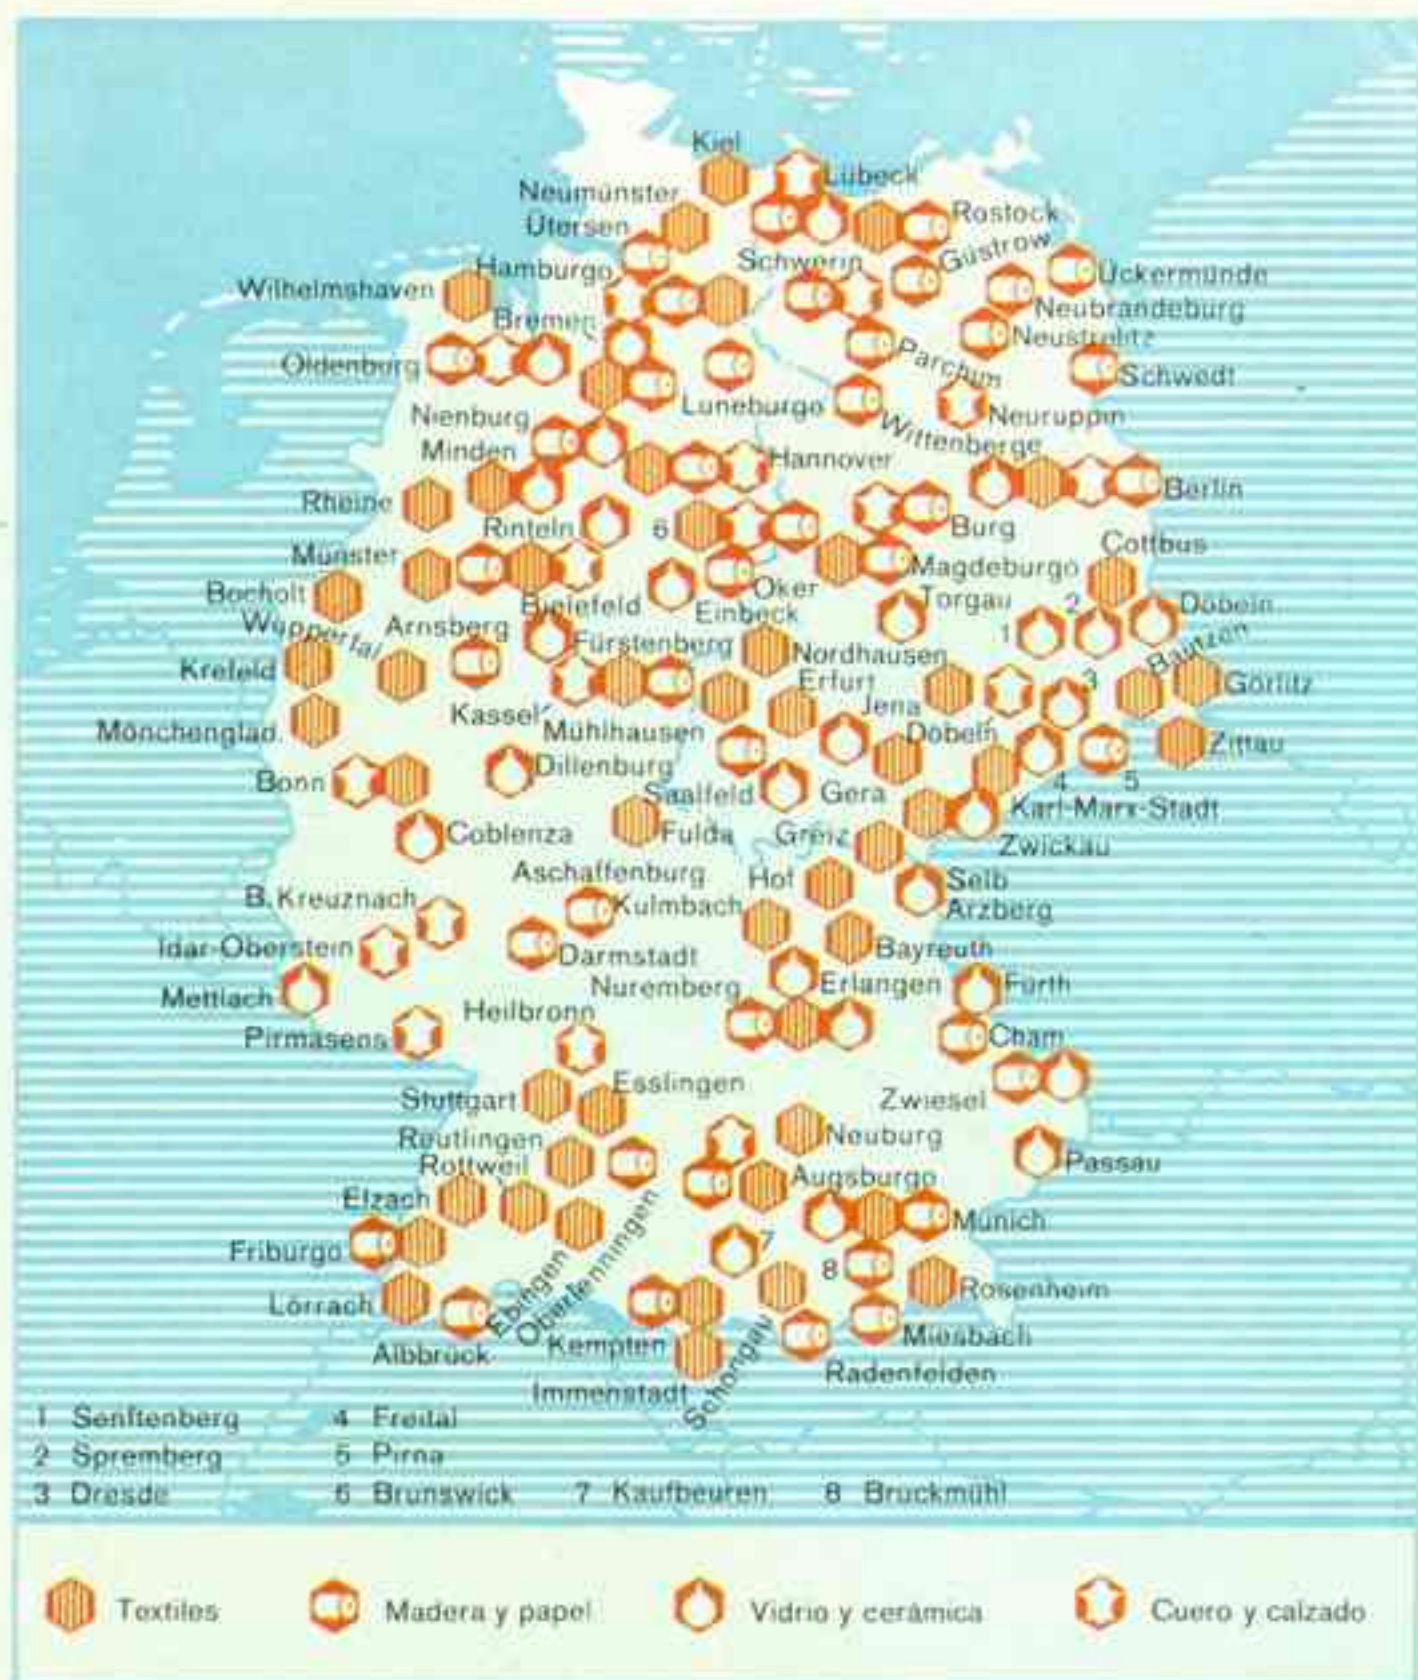 Kiel
Lübeck
Neumünster
Ütersen
Rostock
Hamburgo
Schwerin
Güstrow
Ückermünde
Wilhelmshaven
Neubrandeburg
Bremen
Neustrelitz
Oldenburg
Parchim
Schwedt
Luneburgo
Nienburg
Wittenberge
Neuruppin
Minden
Hannover
Rheine
Berlin
Rinteln
6
Burg
Münster
Cottbus
Bocholt
Bielefeld
Einbeck
Oker
Magdeburgo
Torgau
1
2
Döbeln
Wuppertal
Arnsberg
Fürstenberg
Nordhausen
Bautzen
Krefeld
Erfurt
Jena
3
Görlitz
Kassel
Mühlhausen
Döbeln
Mönchenglad.
Zittau
Bonn
Dillenburg
Saalfeld
Gera
4
5
Karl-Marx-Stadt
Coblenza
Fulda
Greiz
Zwickau
Aschaffenburg
Hof
Selb
B. Kreuznach
Kulmbach
Arzberg
Idar-Oberstein
Darmstadt
Bayreuth
Mettlach
Nuremberg
Erlangen
Fürth
Pirmasens
Heilbronn
Cham
Stuttgart
Esslingen
Zwiesel
Reutlingen
Neuburg
Rottweil
Passau
Elzach
Augsburgo
Friburgo
Munich
7
8
Lörrach
Ebingen
Oberlenningen
Rosenheim
Albbrück
Kempten
Schongau
Miesbach
Immenstadt
Radenfelden
1 Senftenberg 4 Freital
2 Spremberg 5 Pirna
3 Dresde 6 Brunswick 7 Kaufbeuren 8 Bruckmühl
Textiles Madera y papel Vidrio y cerámica Cuero y calzado